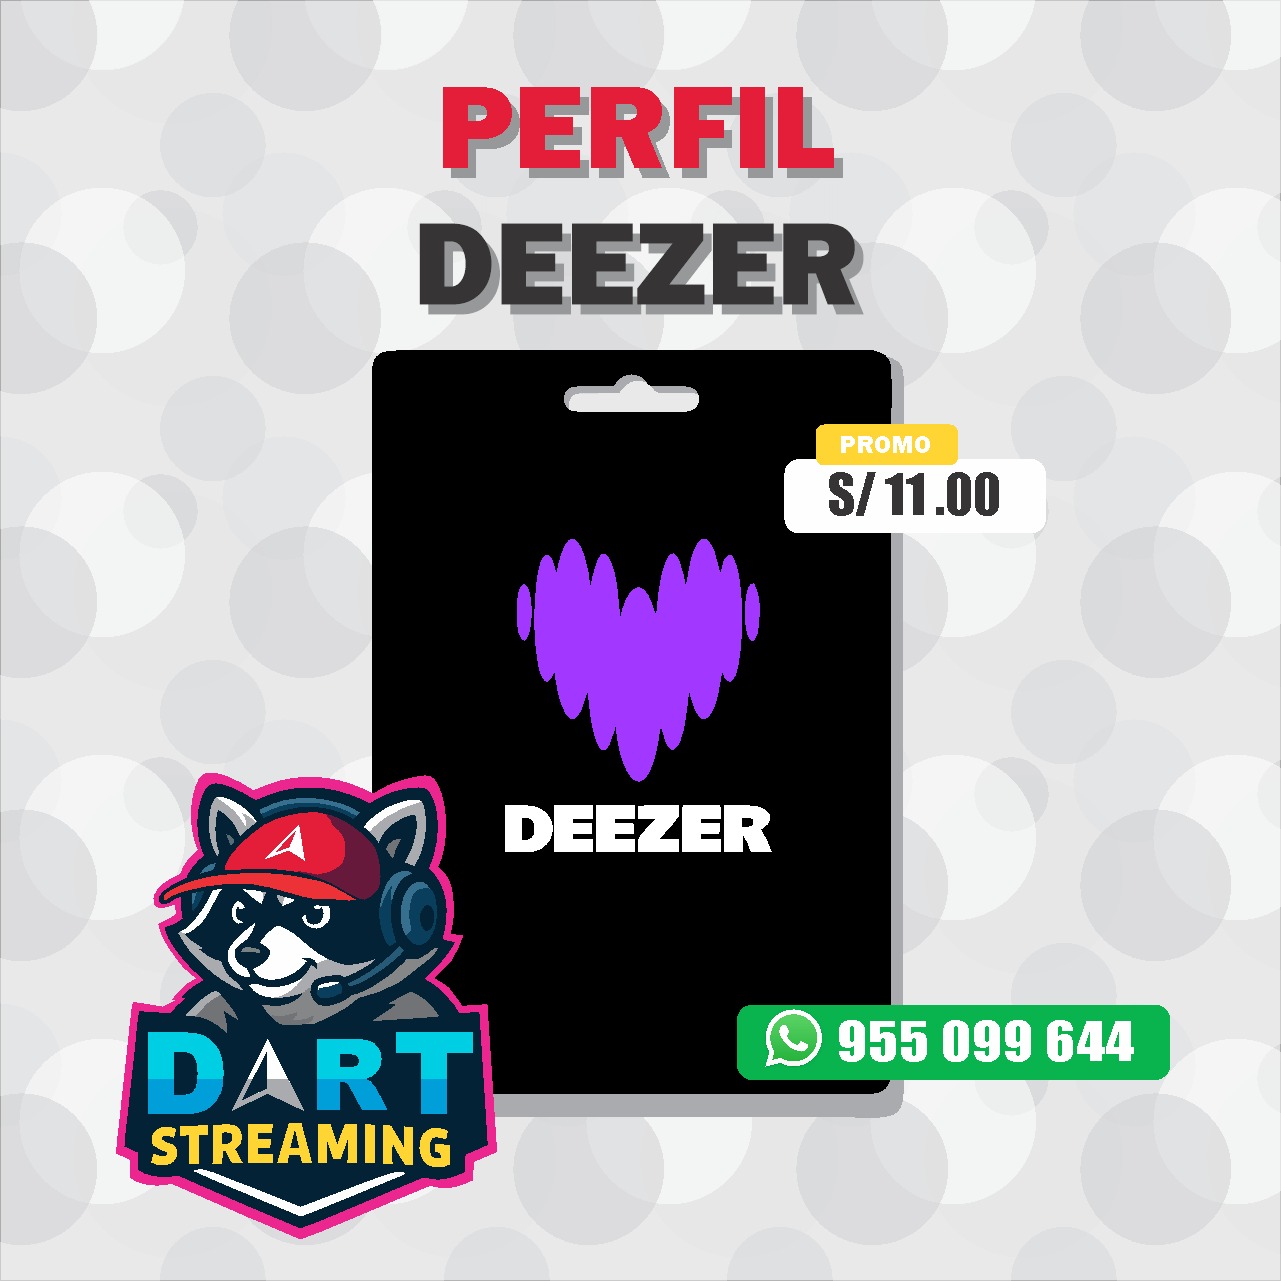 PERFIL
DEEZER
PROMO
S/ 11.00
DEEZER
955 099 644
DART
STREAMING